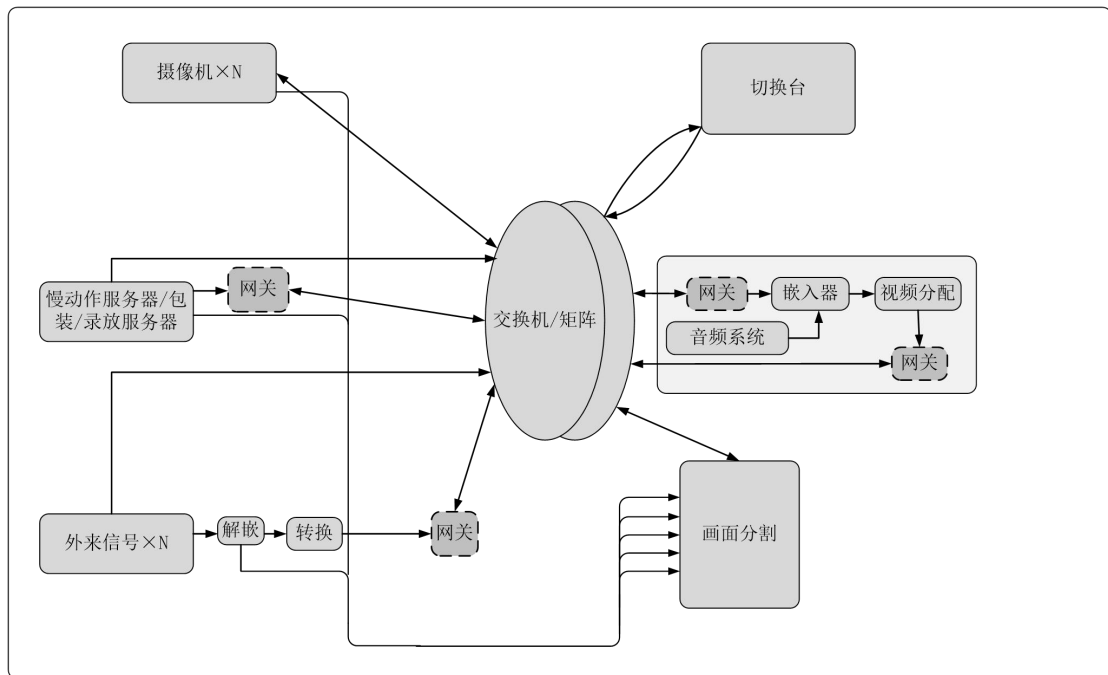 摄像机×N
切换台
慢动作服务器/包
装/录放服务器
网关
交换机/矩阵
网关
嵌入器
视频分配
音频系统
网关
外来信号×N
解嵌
转换
网关
画面分割